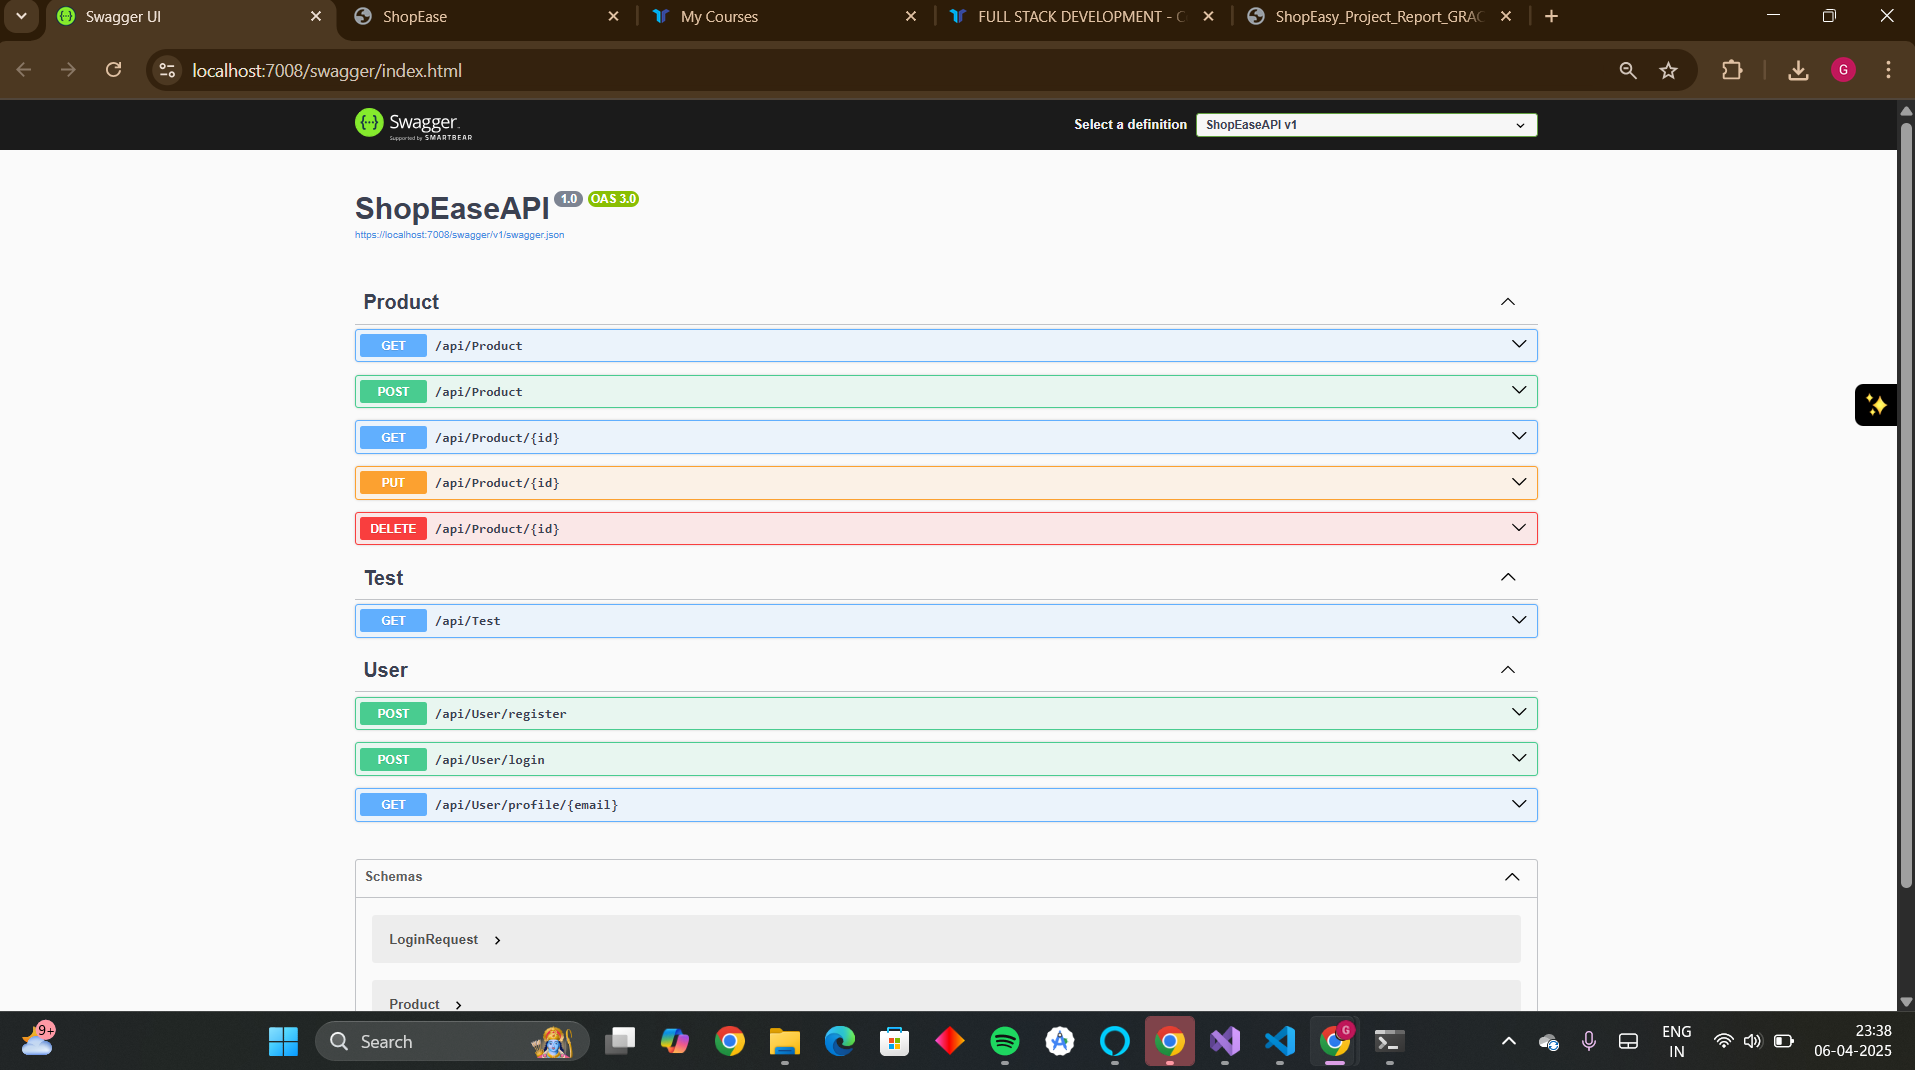 Swagger UI
ShopEase
My Courses
FULL STACK DEVELOPMENT - C
ShopEasy_Project_Report_GRAC
localhost:7008/swagger/index.html
G
Swagger.
Supported by SMARTBEAR
Select a definition
ShopEaseAPI v1
ShopEaseAPI 1.0 OAS 3.0
https://localhost:7008/swagger/v1/swagger.json
Product
GET /api/Product
POST /api/Product
GET /api/Product/{id}
PUT /api/Product/{id}
DELETE /api/Product/{id}
Test
GET /api/Test
User
POST /api/User/register
POST /api/User/login
GET /api/User/profile/{email}
Schemas
LoginRequest
Product
9+
Search
G
ENG
IN
23:38
06-04-2025